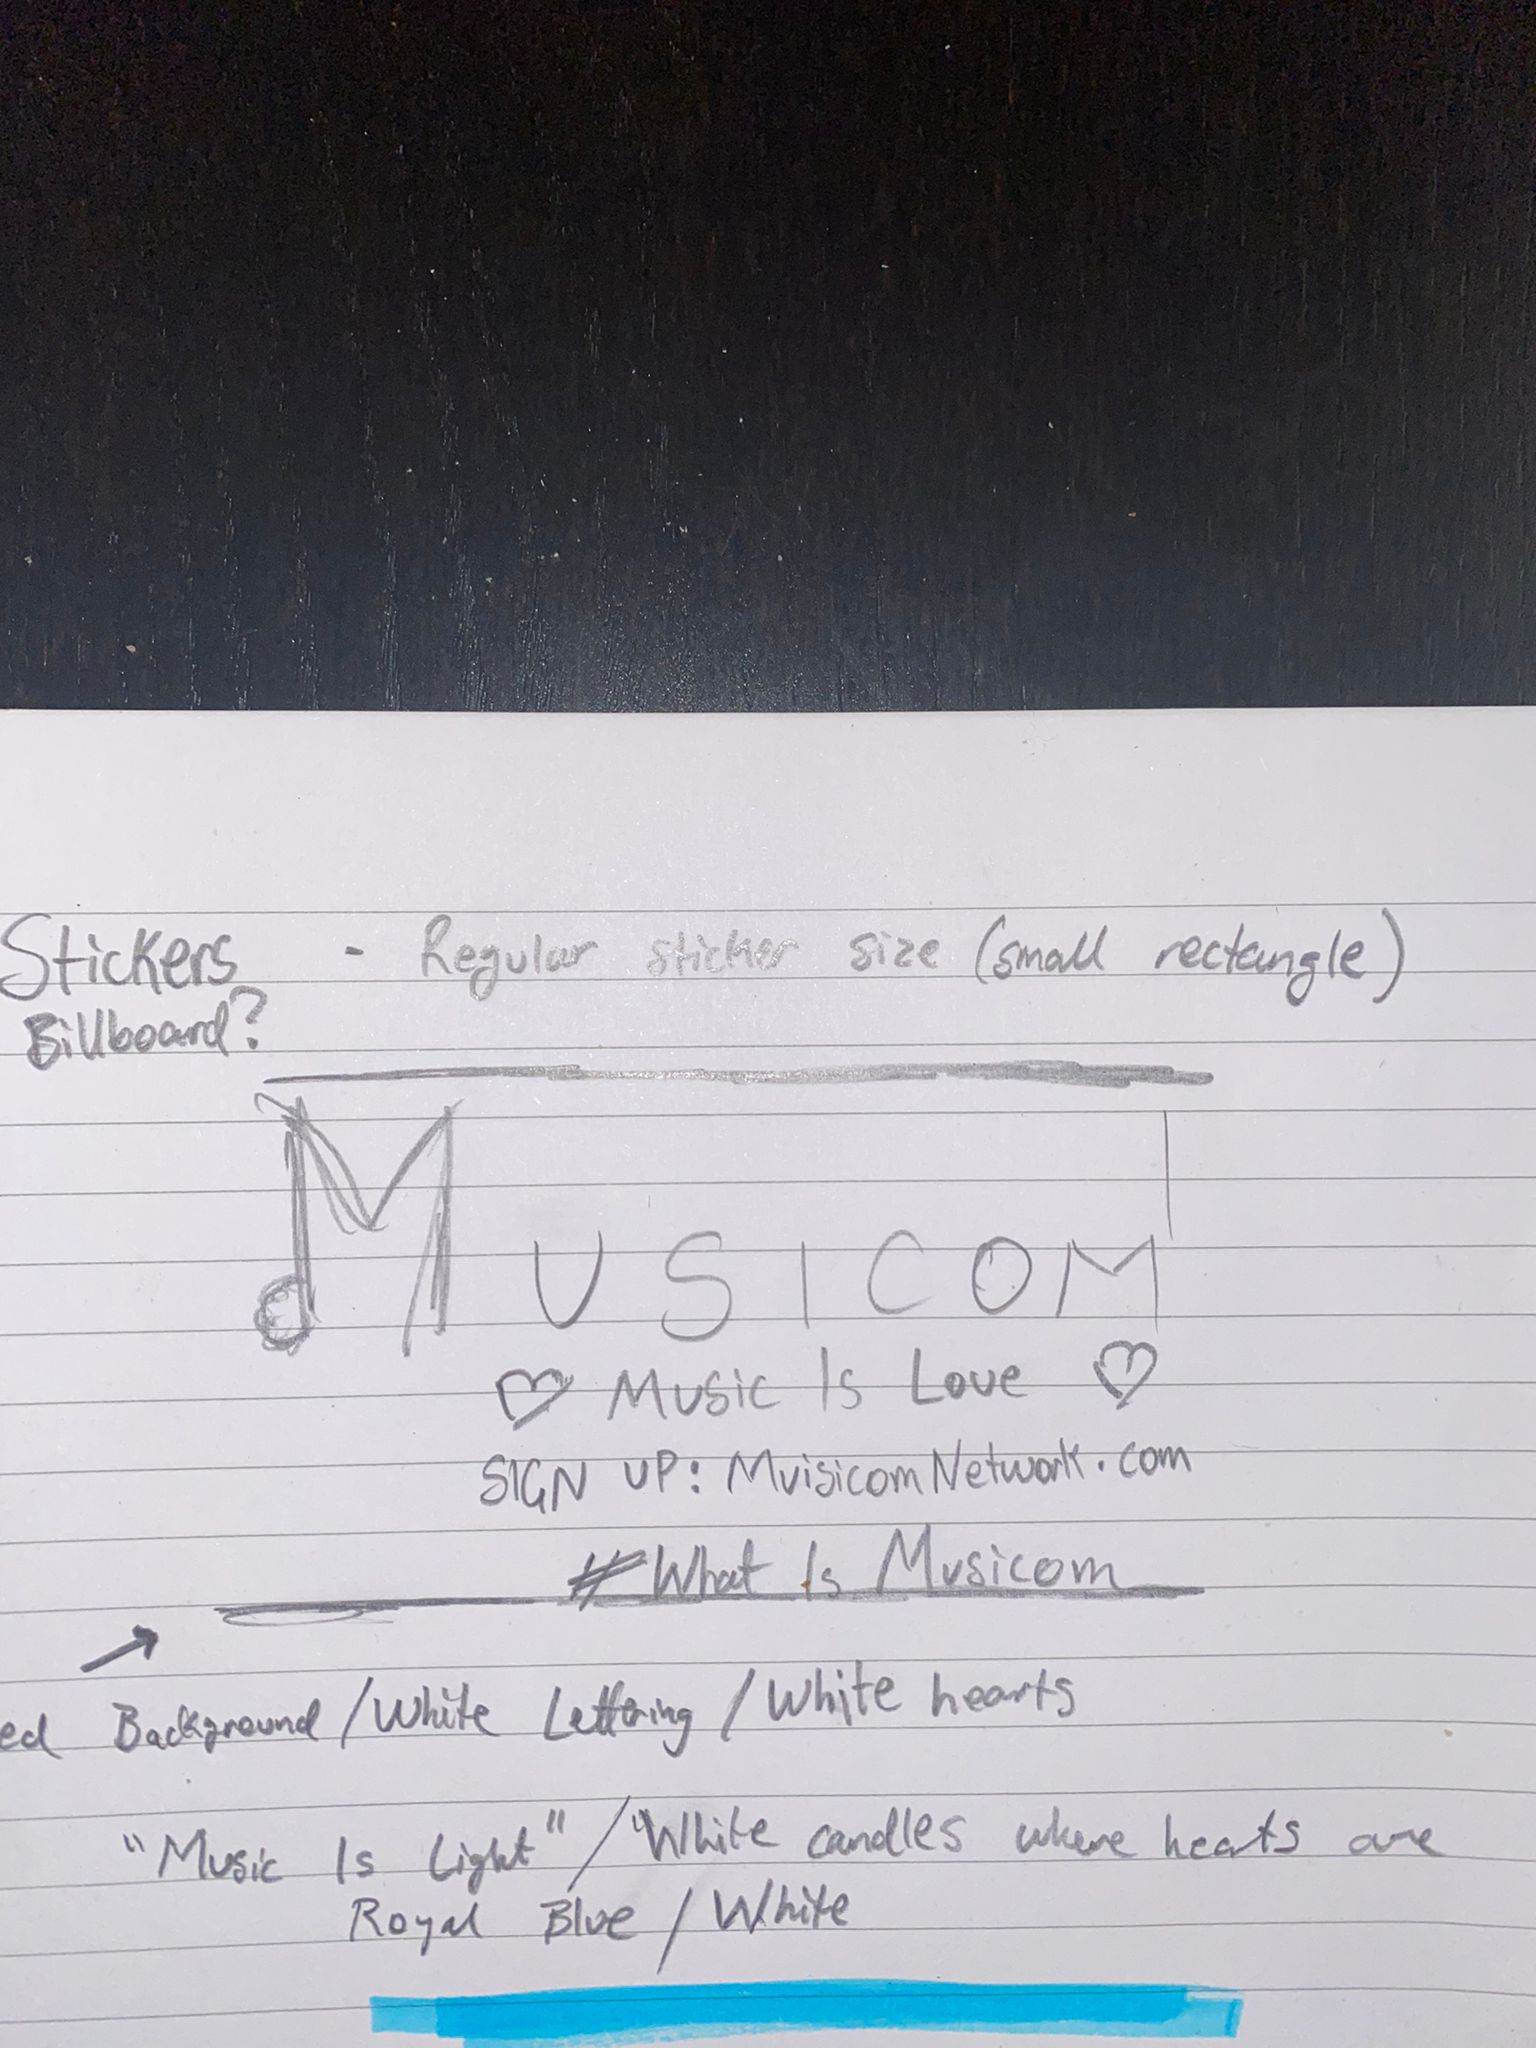 Stickers - Regular sticker size (small rectangle)
Billboard?
MUSICOM
♡ Music Is Love ♡
SIGN UP: MuisicomNetwork.com
#What Is Musicom
→
ed Background / White Lettering / White hearts
"Music Is Light" / White candles where hearts are
Royal Blue / White